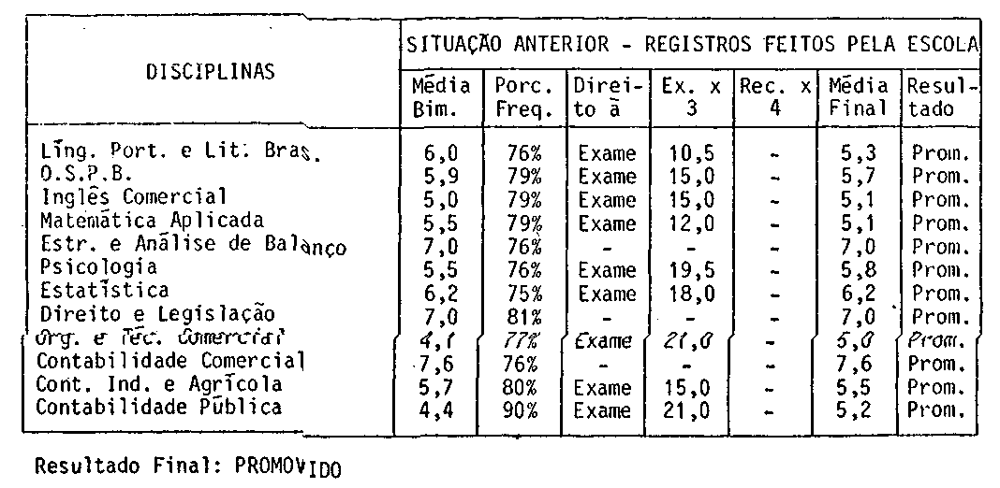 SITUAÇÃO ANTERIOR - REGISTROS FEITOS PELA ESCOLA
DISCIPLINAS
Média Bim. Porc. Freq. Direi-to à Ex. x 3 Rec. x 4 Média Final Resul-tado
Líng. Port. e Lit. Bras. 6,0 76% Exame 10,5 - 5,3 Prom.
O.S.P.B. 5,9 79% Exame 15,0 - 5,7 Prom.
Inglês Comercial 5,0 79% Exame 15,0 - 5,1 Prom.
Matemática Aplicada 5,5 79% Exame 12,0 - 5,1 Prom.
Estr. e Análise de Balanço 7,0 76% - - - 7,0 Prom.
Psicologia 5,5 76% Exame 19,5 - 5,8 Prom.
Estatística 6,2 75% Exame 18,0 - 6,2 Prom.
Direito e Legislação 7,0 81% - - - 7,0 Prom.
Org. e Téc. Comercial 4,1 77% Exame 21,0 - 5,0 Prom.
Contabilidade Comercial 7,6 76% - - - 7,6 Prom.
Cont. Ind. e Agrícola 5,7 80% Exame 15,0 - 5,5 Prom.
Contabilidade Pública 4,4 90% Exame 21,0 - 5,2 Prom.
Resultado Final: PROMOVIDO